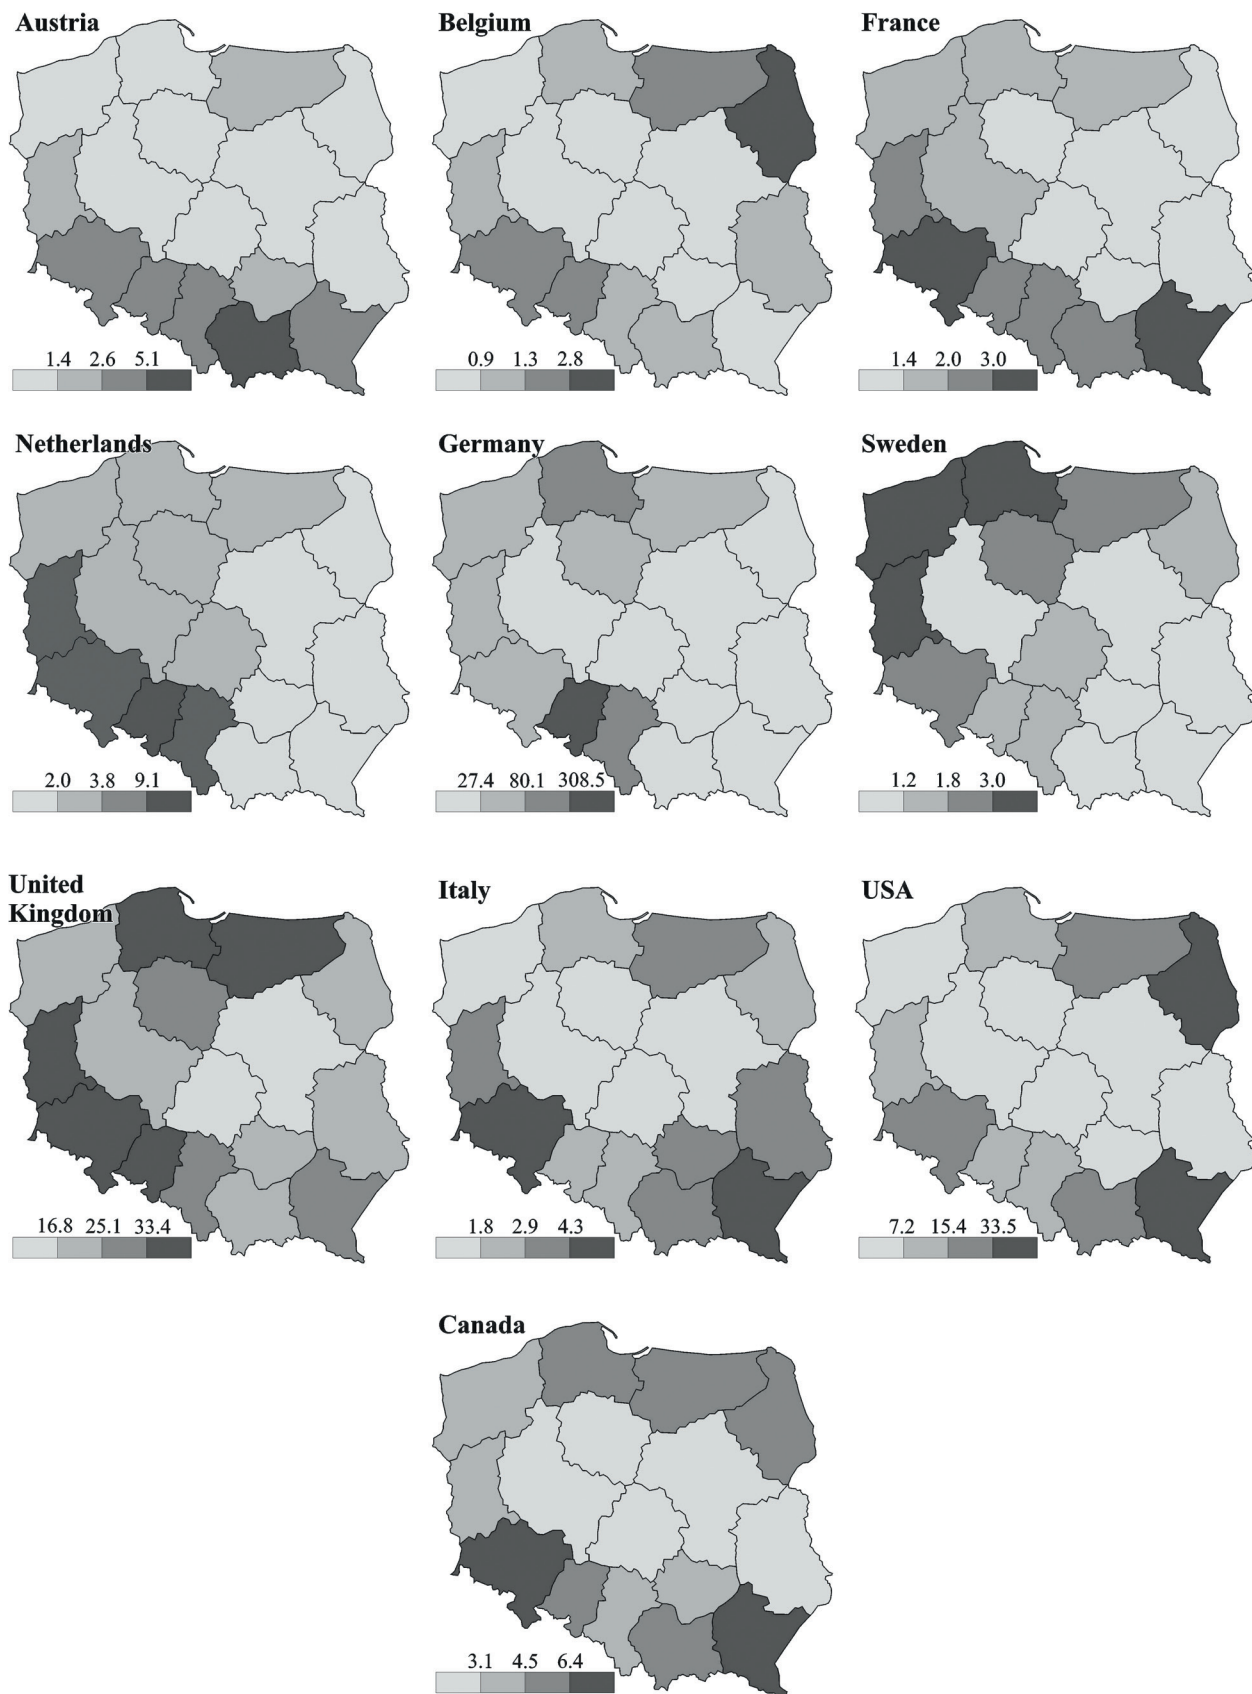 Austria
Belgium
France
1.4 2.6 5.1
0.9 1.3 2.8
1.4 2.0 3.0
Netherlands
Germany
Sweden
2.0 3.8 9.1
27.4 80.1 308.5
1.2 1.8 3.0
United
Kingdom
Italy
USA
16.8 25.1 33.4
1.8 2.9 4.3
7.2 15.4 33.5
Canada
3.1 4.5 6.4